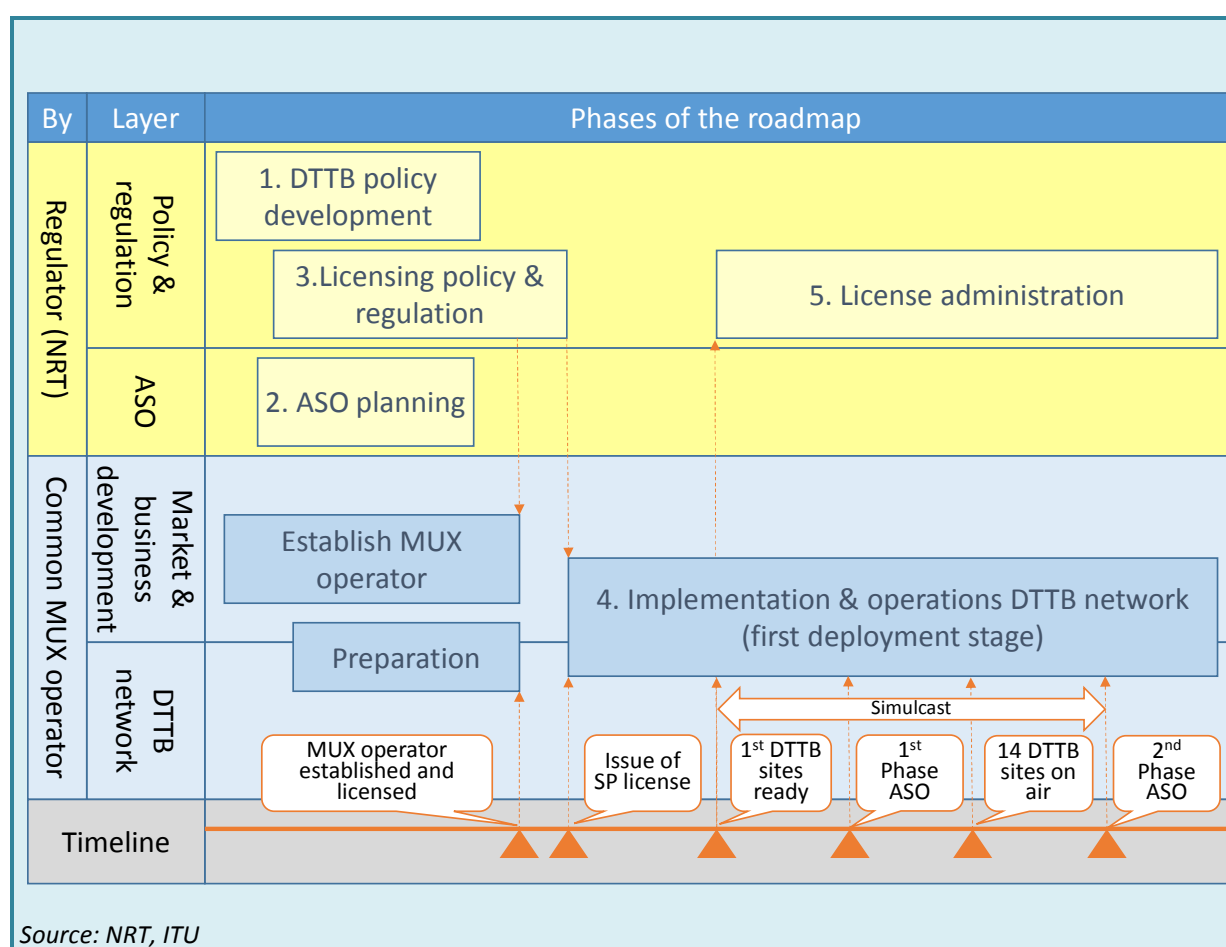 By
Layer
Phases of the roadmap
Regulator (NRT)
Policy &
regulation
1. DTTB policy
development
3.Licensing policy &
regulation
5. License administration
ASO
2. ASO planning
Common MUX operator
Market &
business
development
Establish MUX
operator
4. Implementation & operations DTTB network
(first deployment stage)
DTTB
network
Preparation
Simulcast
MUX operator
established and
licensed
Issue of
SP license
1st DTTB
sites
ready
1st
Phase
ASO
14 DTTB
sites on
air
2nd
Phase
ASO
Timeline
Source: NRT, ITU